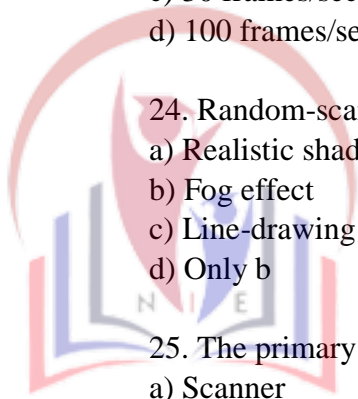 d) 100 frames/se
24. Random-sca
a) Realistic shad
b) Fog effect
c) Line-drawing
d) Only b
N I E
25. The primary
a) Scanner